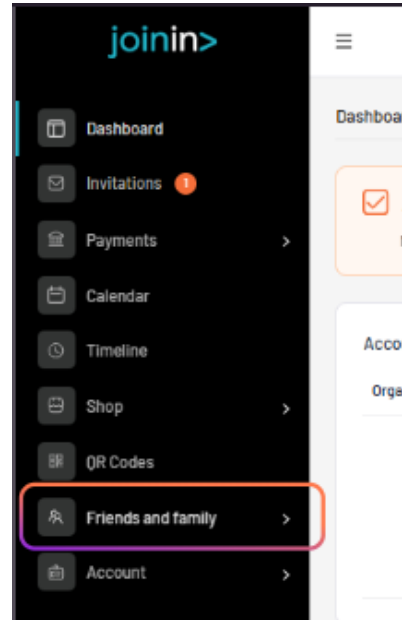 joinin>
Dashboard
Invitations 1
Payments
Calendar
Timeline
Shop
QR Codes
Friends and family
Account
Dashboa
Acco
Orga